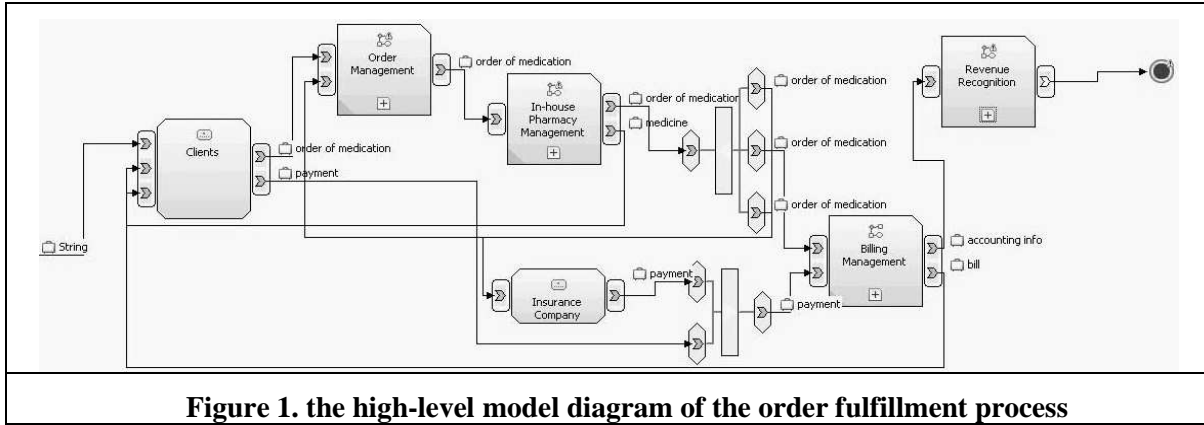 Order
Management
order of medication
In-house
Pharmacy
Management
order of medication
medicine
order of medication
order of medication
order of medication
Revenue
Recognition
Clients
order of medication
payment
String
Insurance
Company
payment
payment
Billing
Management
accounting info
bill
Figure 1. the high-level model diagram of the order fulfillment process